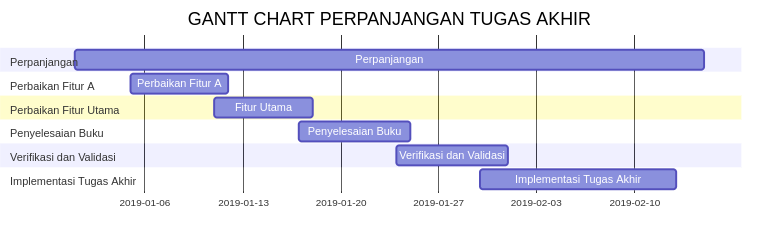 GANTT CHART PERPANJANGAN TUGAS AKHIR
Perpanjangan Perpanjangan
Perbaikan Fitur A Perbaikan Fitur A
Perbaikan Fitur Utama Fitur Utama
Penyelesaian Buku Penyelesaian Buku
Verifikasi dan Validasi Verifikasi dan Validasi
Implementasi Tugas Akhir Implementasi Tugas Akhir
2019-01-06 2019-01-13 2019-01-20 2019-01-27 2019-02-03 2019-02-10